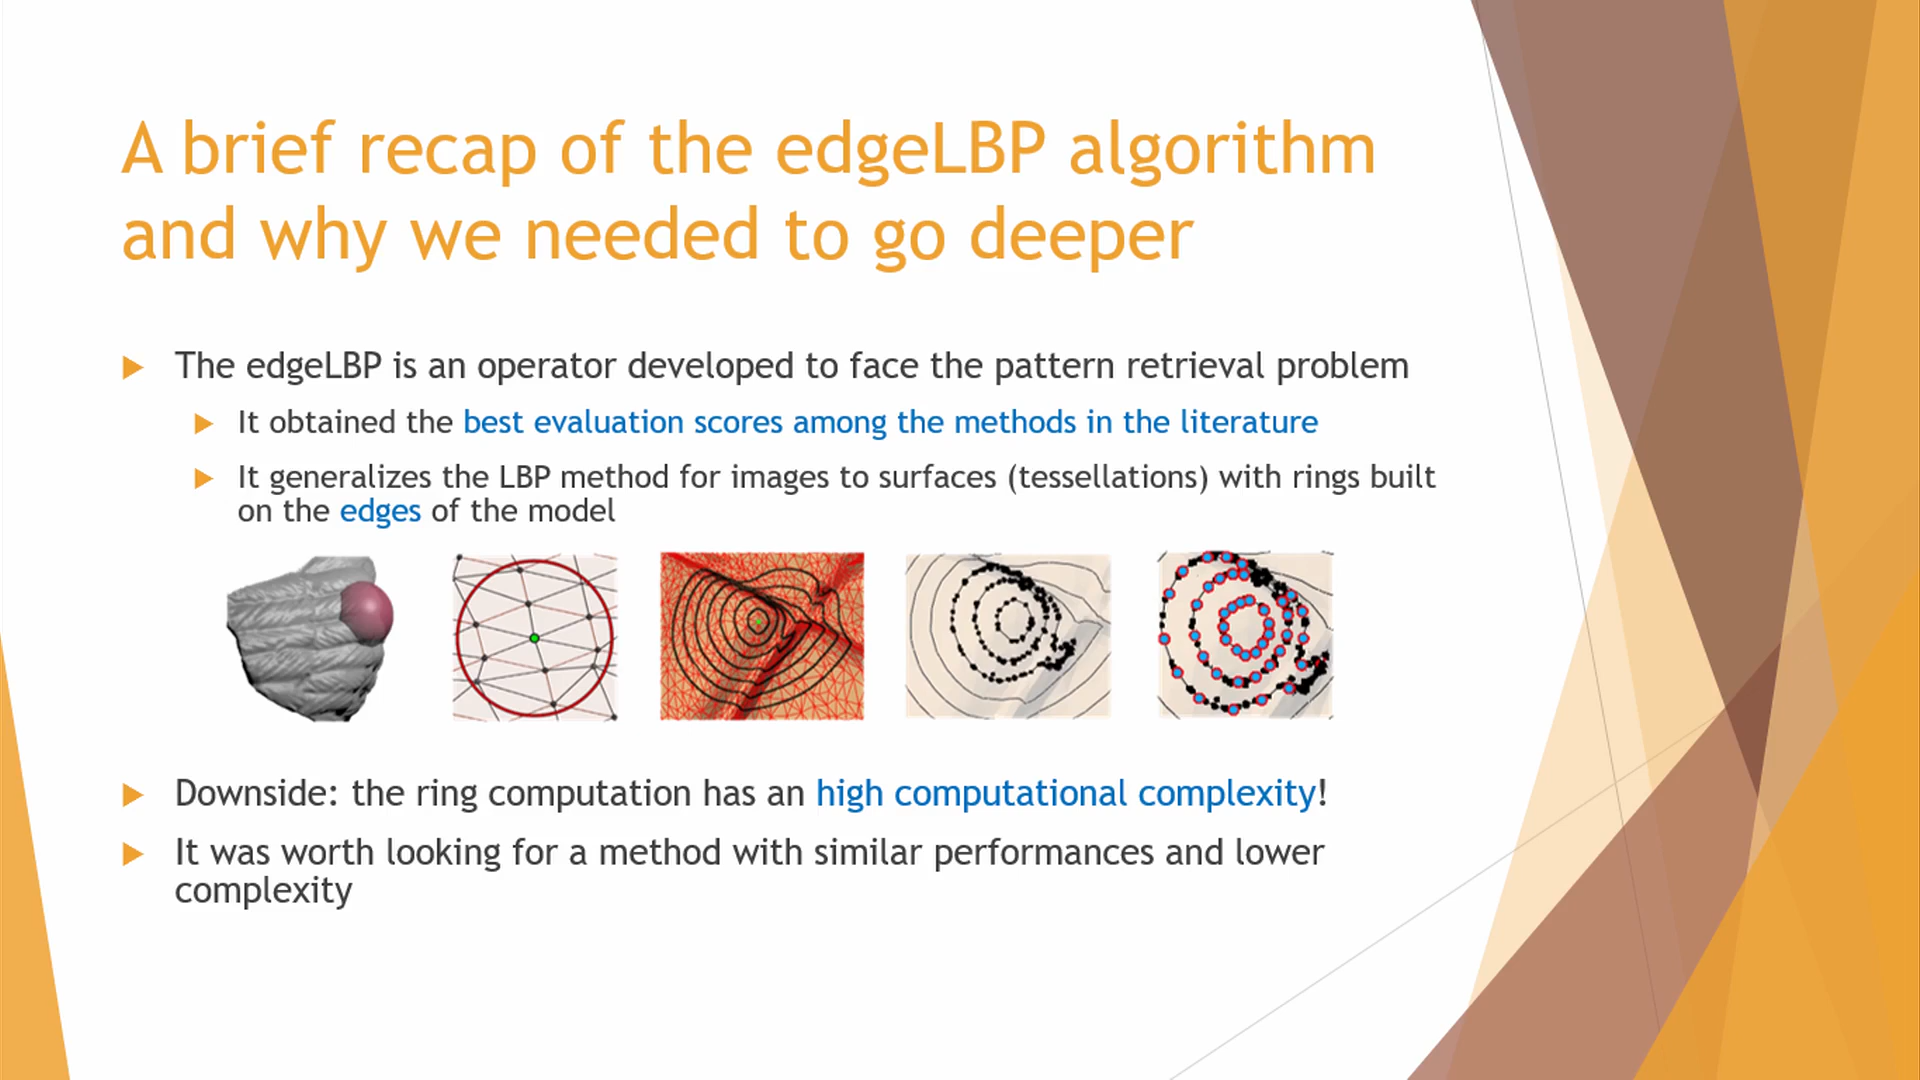 A brief recap of the edgeLBP algorithm
and why we needed to go deeper
The edgeLBP is an operator developed to face the pattern retrieval problem
It obtained the best evaluation scores among the methods in the literature
It generalizes the LBP method for images to surfaces (tessellations) with rings built
on the edges of the model
Downside: the ring computation has an high computational complexity!
It was worth looking for a method with similar performances and lower
complexity